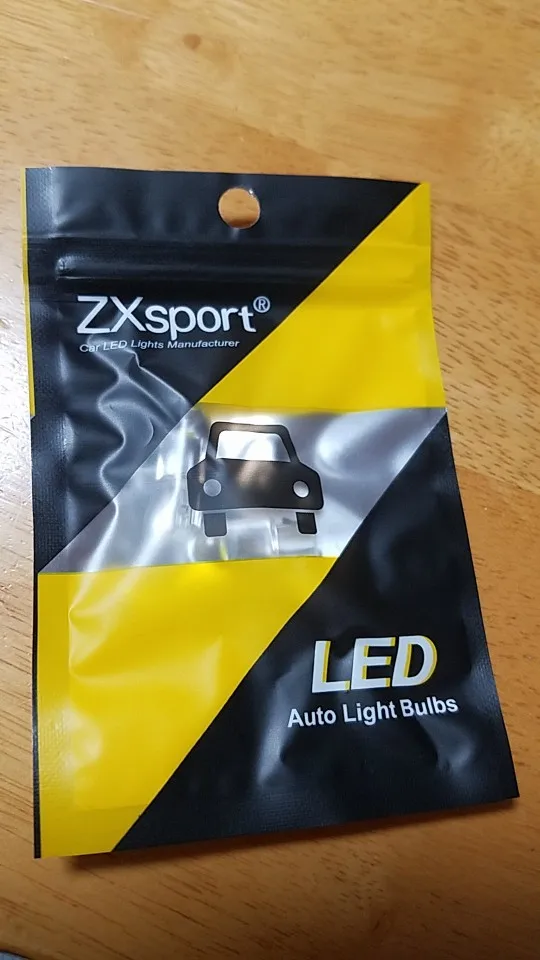 ZXsport®
Car LED Lights Manufacturer
LED
Auto Light Bulbs